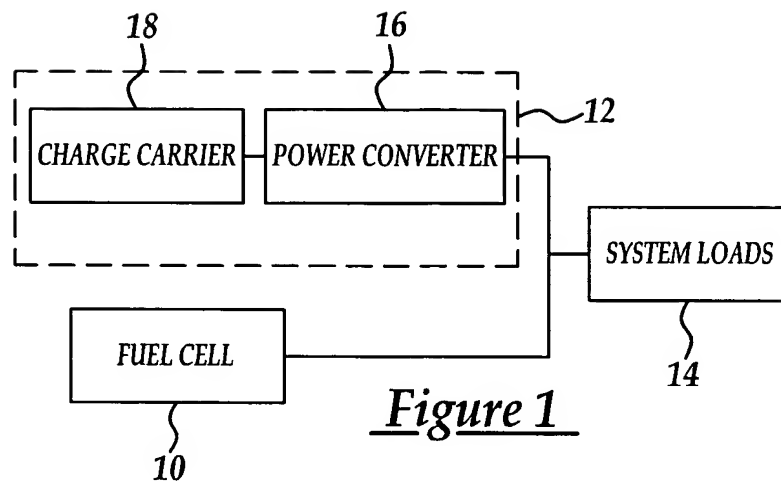 18
16
12
CHARGE CARRIER
POWER CONVERTER
SYSTEM LOADS
FUEL CELL
14
Figure 1
10